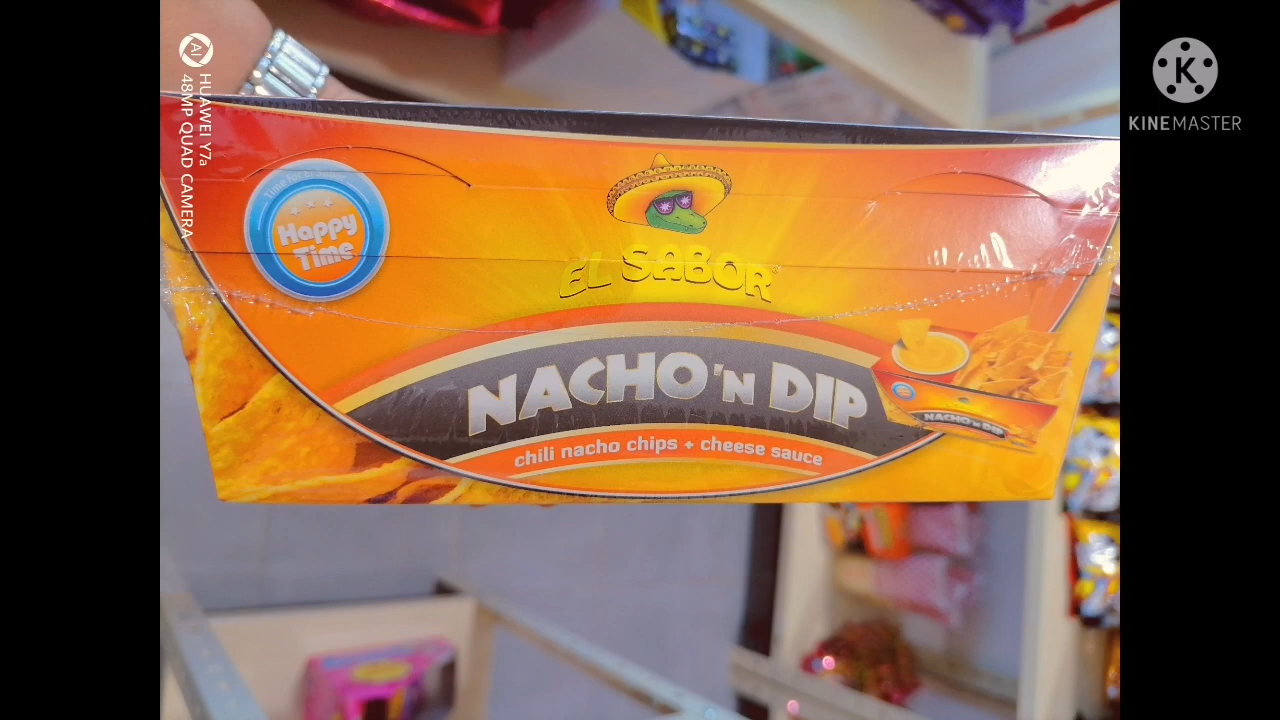 HUAWEI Y7a
48MP QUAD CAMERA
KINEMASTER
Happy
Time
EL SABOR
NACHO 'N DIP
chili nacho chips + cheese sauce
NACHO 'N DIP